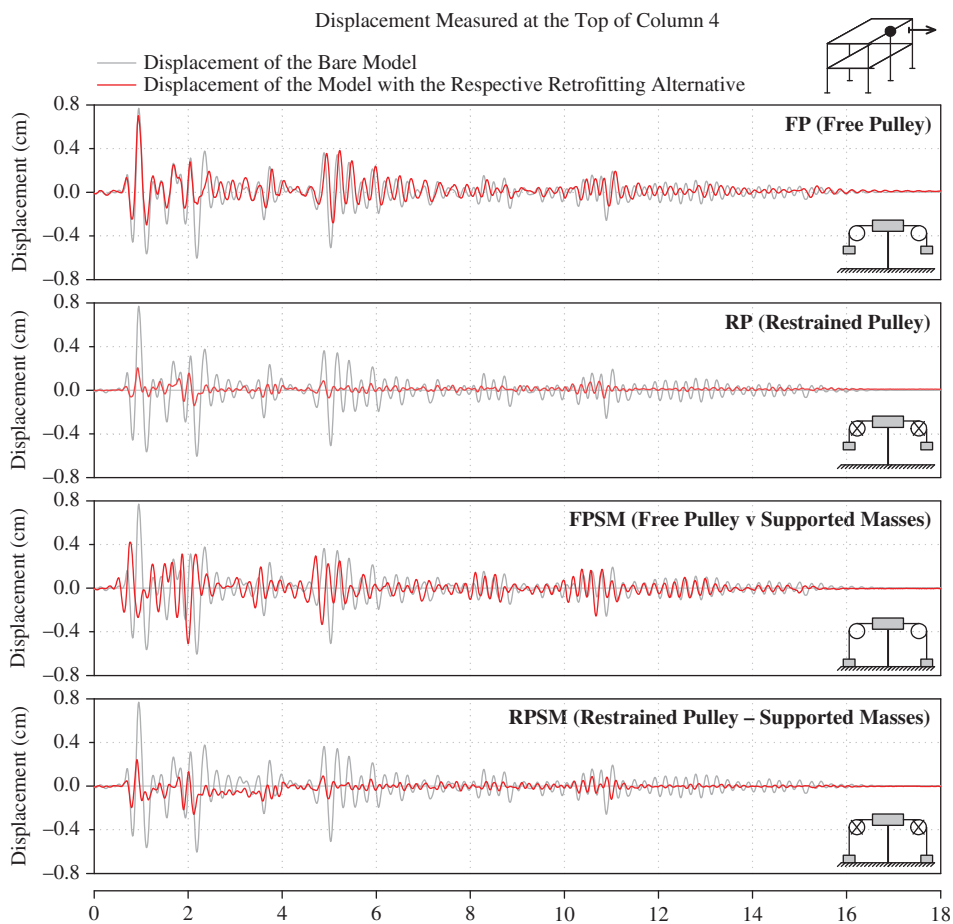 Displacement Measured at the Top of Column 4
Displacement of the Bare Model
Displacement of the Model with the Respective Retrofitting Alternative
FP (Free Pulley)
Displacement (cm)
0.8
0.4
0.0
–0.4
–0.8
RP (Restrained Pulley)
Displacement (cm)
0.8
0.4
0.0
–0.4
–0.8
FPSM (Free Pulley v Supported Masses)
Displacement (cm)
0.8
0.4
0.0
–0.4
–0.8
RPSM (Restrained Pulley – Supported Masses)
Displacement (cm)
0.8
0.4
0.0
–0.4
–0.8
0 2 4 6 8 10 12 14 16 18